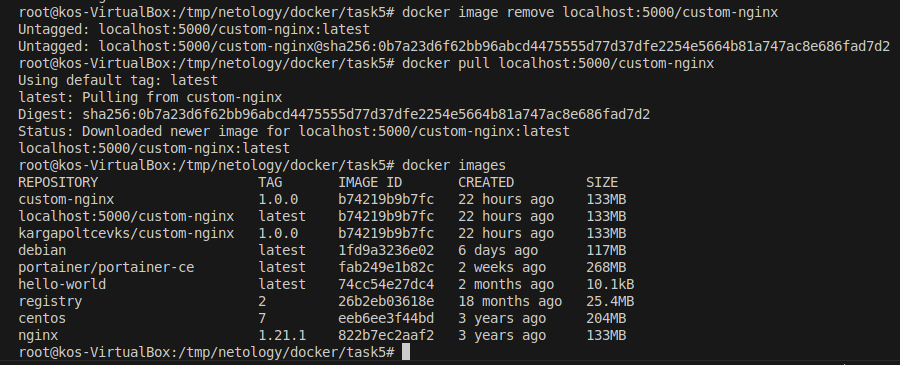 root@kos-VirtualBox:/tmp/netology/docker/task5# docker image remove localhost:5000/custom-nginx
Untagged: localhost:5000/custom-nginx:latest
Untagged: localhost:5000/custom-nginx@sha256:0b7a23d6f62bb96abcd4475555d77d37dfe2254e5664b81a747ac8e686fad7d2
root@kos-VirtualBox:/tmp/netology/docker/task5# docker pull localhost:5000/custom-nginx
Using default tag: latest
latest: Pulling from custom-nginx
Digest: sha256:0b7a23d6f62bb96abcd4475555d77d37dfe2254e5664b81a747ac8e686fad7d2
Status: Downloaded newer image for localhost:5000/custom-nginx:latest
localhost:5000/custom-nginx:latest
root@kos-VirtualBox:/tmp/netology/docker/task5# docker images
REPOSITORY                    TAG       IMAGE ID       CREATED         SIZE
custom-nginx                  1.0.0     b74219b9b7fc   22 hours ago    133MB
localhost:5000/custom-nginx   latest    b74219b9b7fc   22 hours ago    133MB
kargapoltcevks/custom-nginx   1.0.0     b74219b9b7fc   22 hours ago    133MB
debian                        latest    1fd9a3236e02   6 days ago      117MB
portainer/portainer-ce        latest    fab249e1b82c   2 weeks ago     268MB
hello-world                   latest    74cc54e27dc4   2 months ago    10.1kB
registry                      2         26b2eb03618e   18 months ago   25.4MB
centos                        7         eeb6ee3f44bd   3 years ago     204MB
nginx                         1.21.1    822b7ec2aaf2   3 years ago     133MB
root@kos-VirtualBox:/tmp/netology/docker/task5#